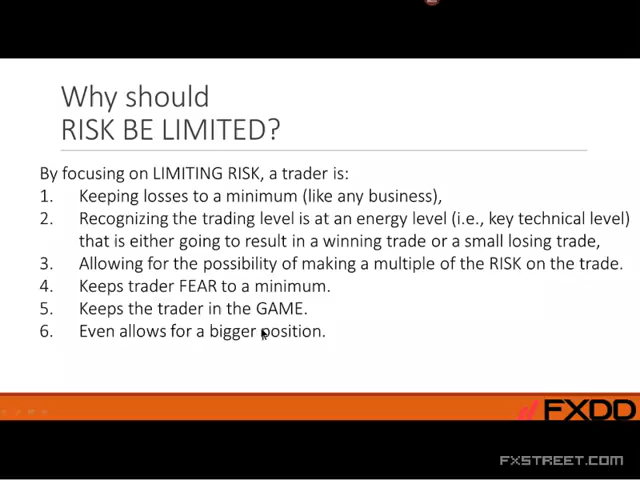 Why should
RISK BE LIMITED?
By focusing on LIMITING RISK, a trader is:
1. Keeping losses to a minimum (like any business),
2. Recognizing the trading level is at an energy level (i.e., key technical level)
that is either going to result in a winning trade or a small losing trade,
3. Allowing for the possibility of making a multiple of the RISK on the trade.
4. Keeps trader FEAR to a minimum.
5. Keeps the trader in the GAME.
6. Even allows for a bigger position.
FXDD
FXSTREET.COM